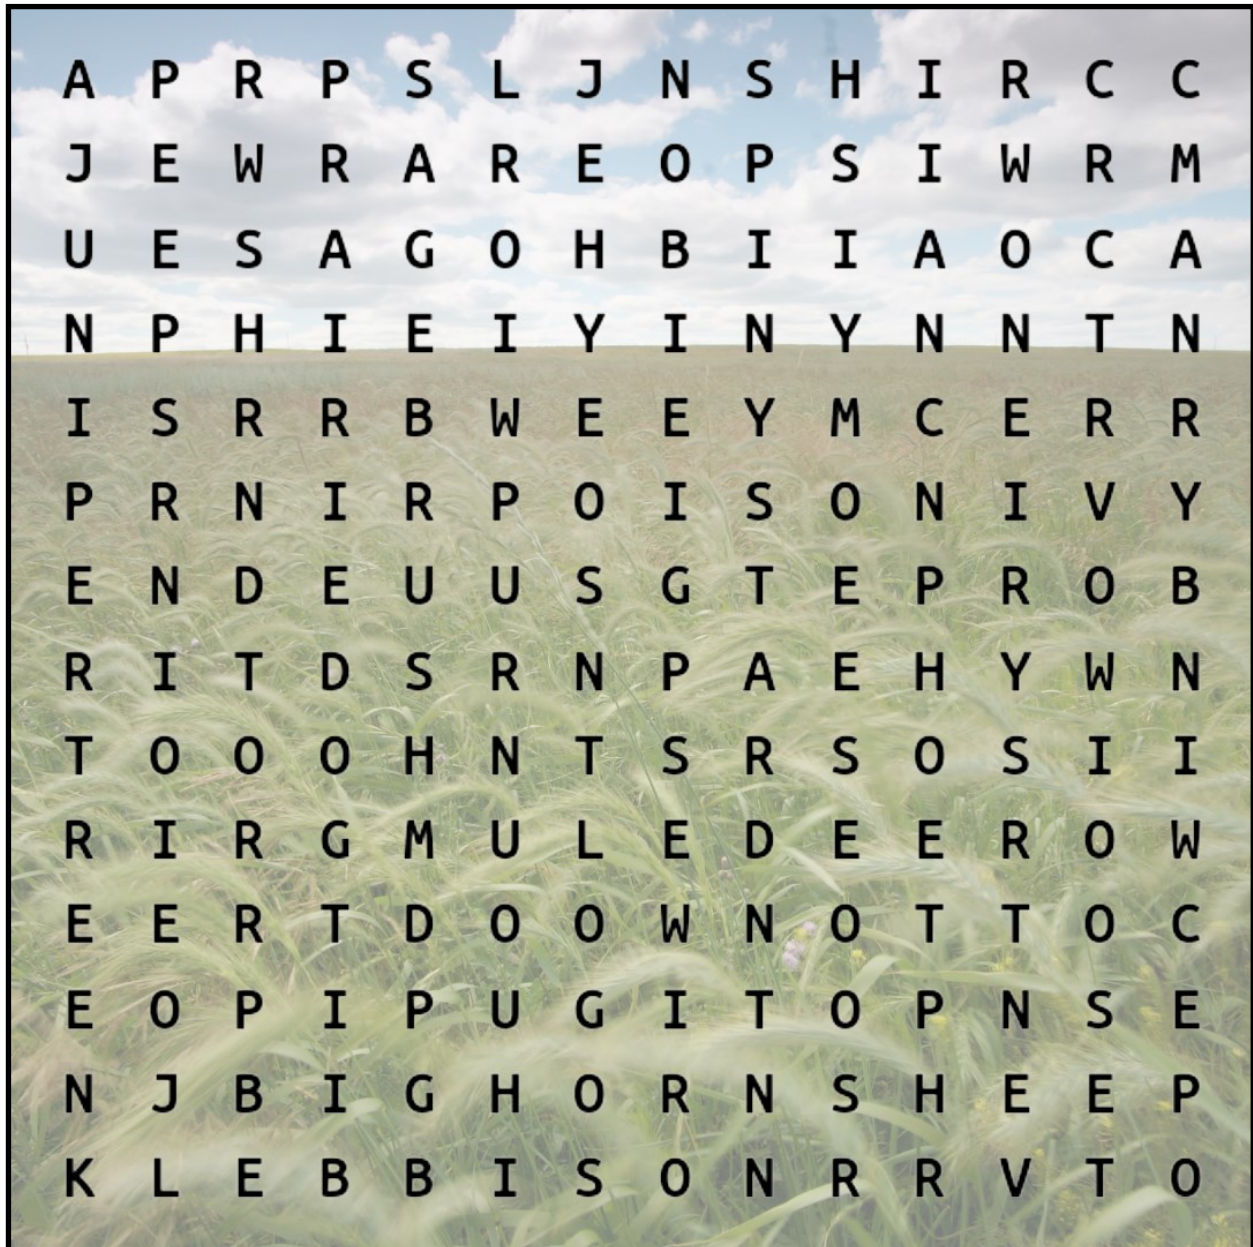 A P R P S L J N S H I R C C
J E W R A R E O P S I W R M
U E S A G O H B I I A O C A
N P H I E I Y I N Y N N T N
I S R R B W E E Y M C E R R
P R N I R P O I S O N I V Y
E N D E U U S G T E P R O B
R I T D S R N P A E H Y W N
T O O O H N T S R S O S I I
R I R G M U L E D E E R O W
E E R T D O O W N O T T O C
E O P I P U G I T O P N S E
N J B I G H O R N S H E E P
K L E B B I S O N R R V T O